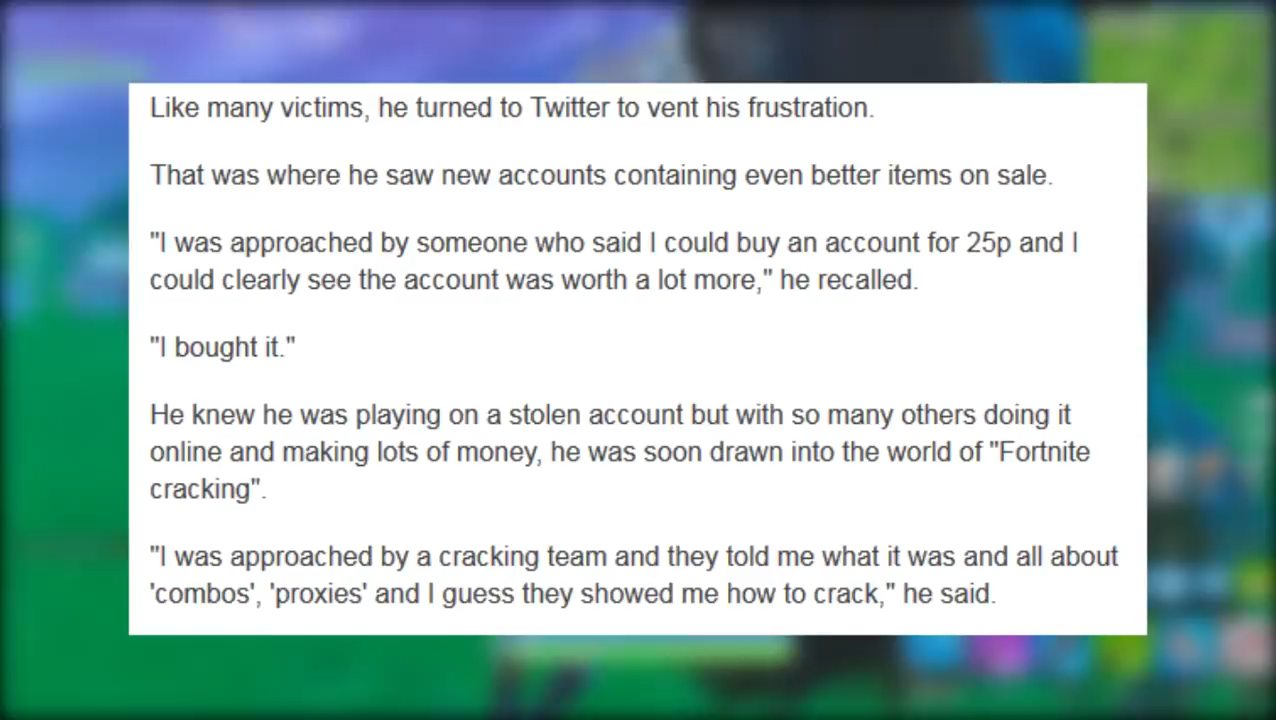 Like many victims, he turned to Twitter to vent his frustration.
That was where he saw new accounts containing even better items on sale.
"I was approached by someone who said I could buy an account for 25p and I
could clearly see the account was worth a lot more," he recalled.
"I bought it."
He knew he was playing on a stolen account but with so many others doing it
online and making lots of money, he was soon drawn into the world of "Fortnite
cracking".
"I was approached by a cracking team and they told me what it was and all about
'combos', 'proxies' and I guess they showed me how to crack," he said.